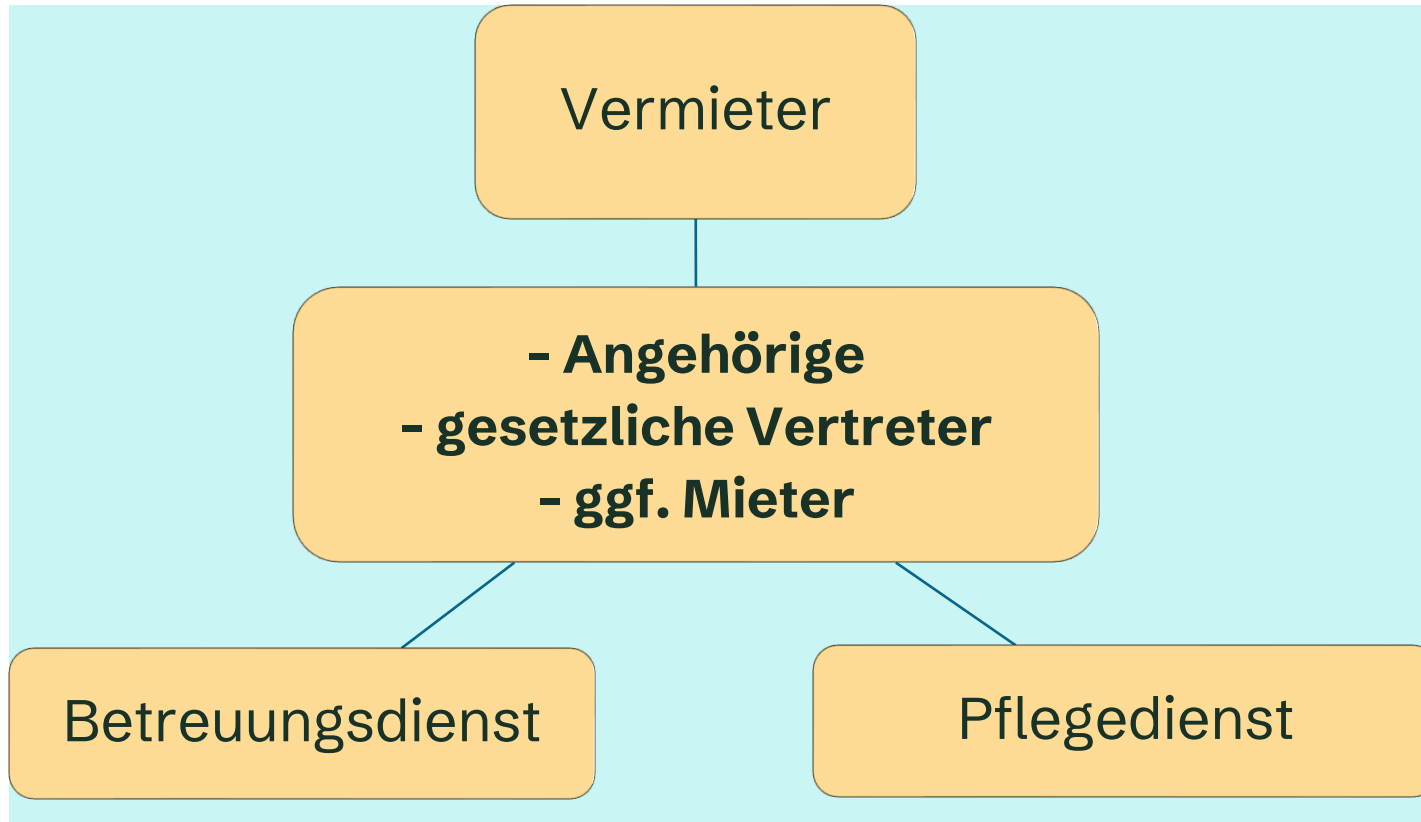 Vermieter
- Angehörige
- gesetzliche Vertreter
- ggf. Mieter
Betreuungsdienst
Pflegedienst